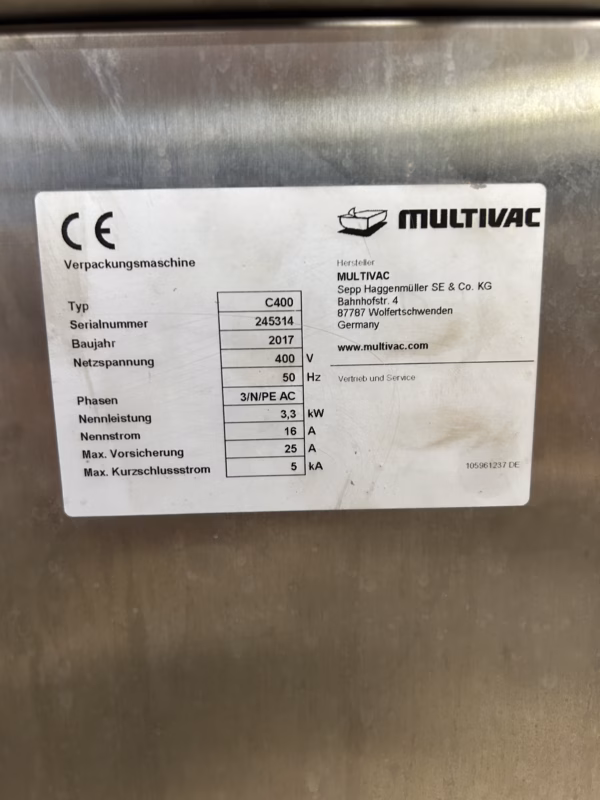 CE
MULTIVAC
Verpackungsmaschine
Typ C400
Serialnummer 245314
Baujahr 2017
Netzspannung 400 V
50 Hz
Phasen 3/N/PE AC
Nennleistung 3,3 kW
Nennstrom 16 A
Max. Vorsicherung 25 A
Max. Kurzschlussstrom 5 kA
Hersteller
MULTIVAC
Sepp Haggenmüller SE & Co. KG
Bahnhofstr. 4
87787 Wolfertschwenden
Germany
www.multivac.com
Vertrieb und Service
105961237 DE